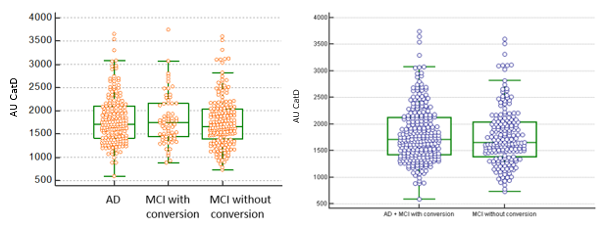 4000
3500
3000
2500
2000
1500
1000
500
AU CatD
AD
MCI with
conversion
MCI without
conversion
4000
3500
3000
2500
2000
1500
1000
500
AU CatD
AD + MCI with conversion
MCI without conversion